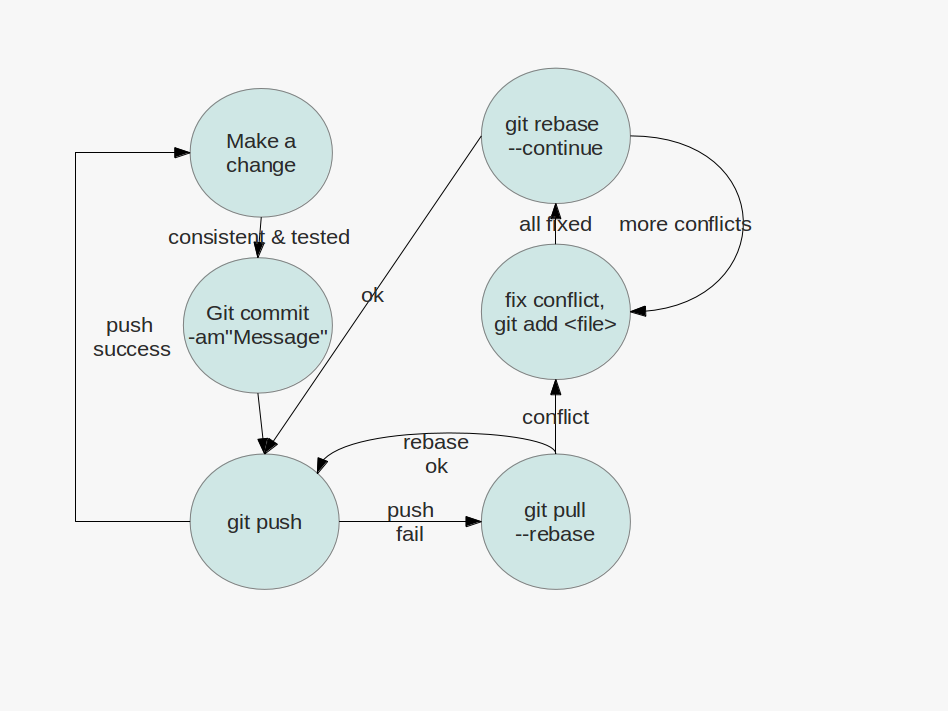 Make a
change
git rebase
--continue
consistent & tested
all fixed
more conflicts
ok
Git commit
-am"Message"
fix conflict,
git add <file>
push
success
conflict
rebase
ok
git push
push
fail
git pull
--rebase